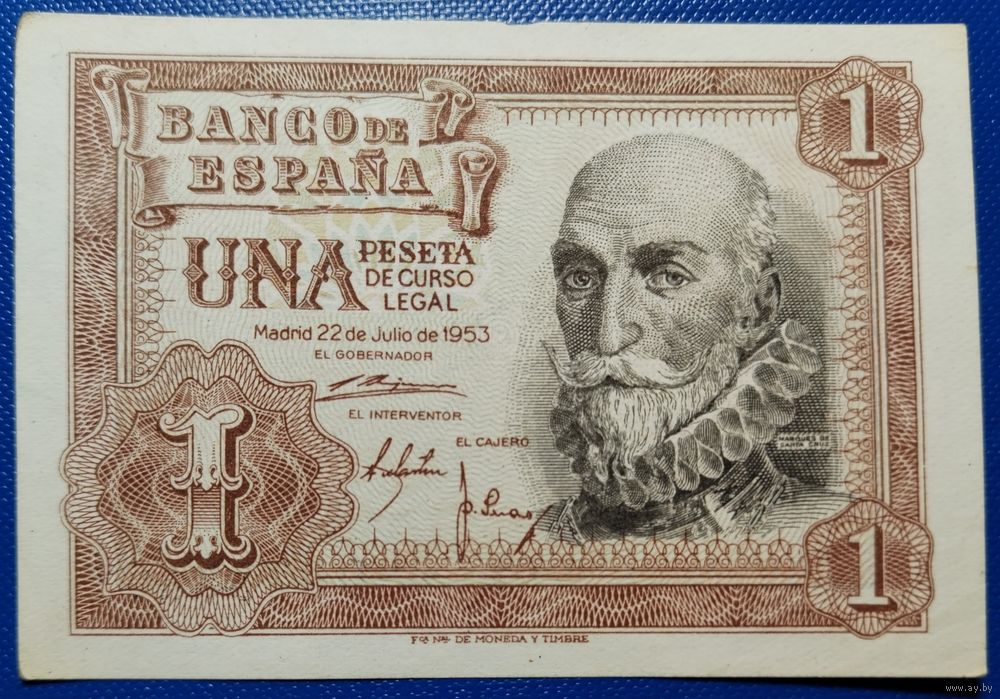 BANCO DE
ESPAÑA
1
UNA PESETA
DE CURSO
LEGAL
Madrid 22 de Julio de 1953
EL GOBERNADOR
EL INTERVENTOR
EL CAJERO
MARQUES DE
SANTA CRUZ
1
1
Fca Nal DE MONEDA Y TIMBRE
www.ay.by